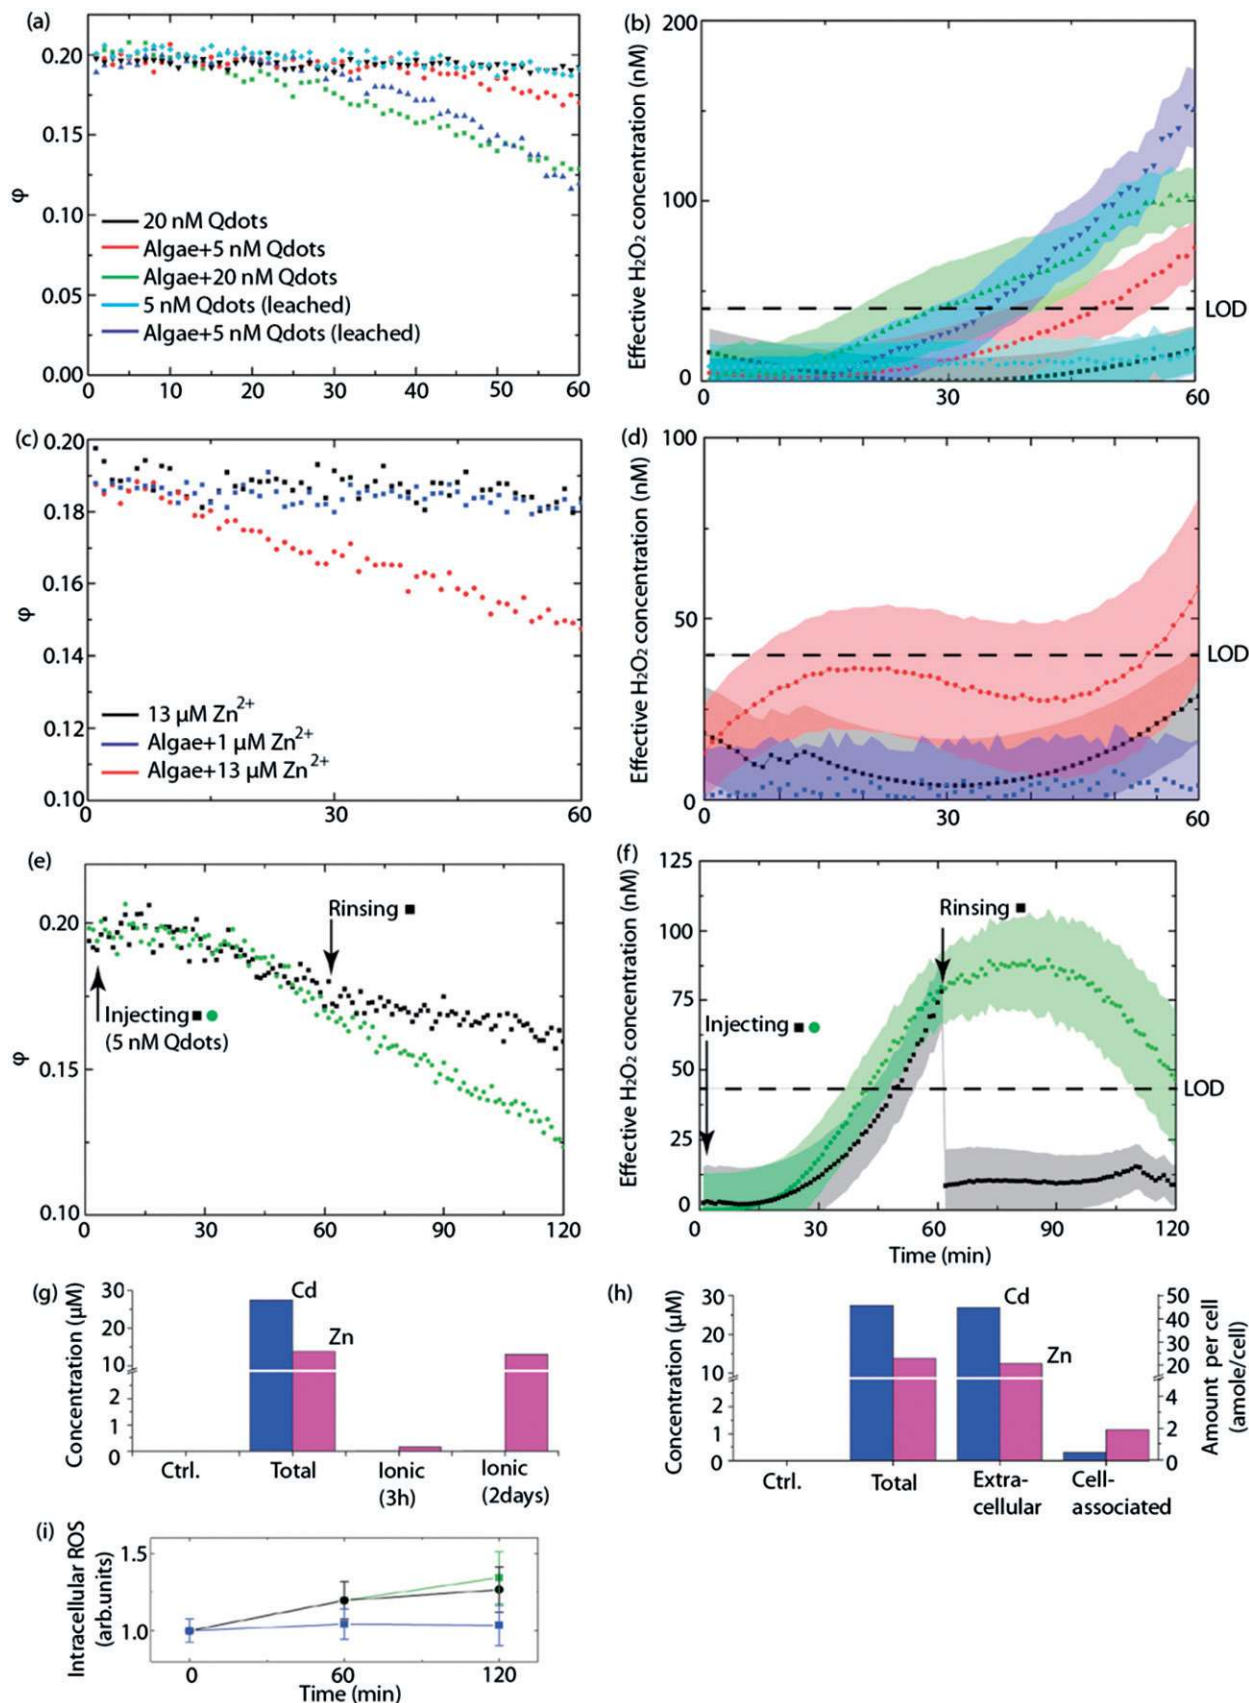 (a)
0.20
0.15
0.10
0.05
0.00
φ
20 nM Qdots
Algae+5 nM Qdots
Algae+20 nM Qdots
5 nM Qdots (leached)
Algae+5 nM Qdots (leached)
0 10 20 30 40 50 60
(b)
200
100
0
Effective H₂O₂ concentration (nM)
LOD
0 30 60
(c)
0.20
0.18
0.16
0.14
0.12
0.10
φ
13 μM Zn²⁺
Algae+1 μM Zn²⁺
Algae+13 μM Zn²⁺
0 30 60
(d)
100
50
0
Effective H₂O₂ concentration (nM)
LOD
0 30 60
(e)
0.20
0.15
0.10
φ
Rinsing
Injecting
(5 nM Qdots)
0 30 60 90 120
(f)
125
100
75
50
25
0
Effective H₂O₂ concentration (nM)
Rinsing
Injecting
LOD
0 30 60 90 120
Time (min)
(g)
30
20
10
2
1
0
Concentration (μM)
Cd
Zn
Ctrl. Total Ionic Ionic
(3h) (2days)
(h)
30
20
10
3
2
1
0
Concentration (μM)
Cd
Zn
50
40
30
20
4
2
0
Amount per cell
(amole/cell)
Ctrl. Total Extra- Cell-
cellular associated
(i)
1.5
1.0
Intracellular ROS
(arb.units)
0 60 120
Time (min)